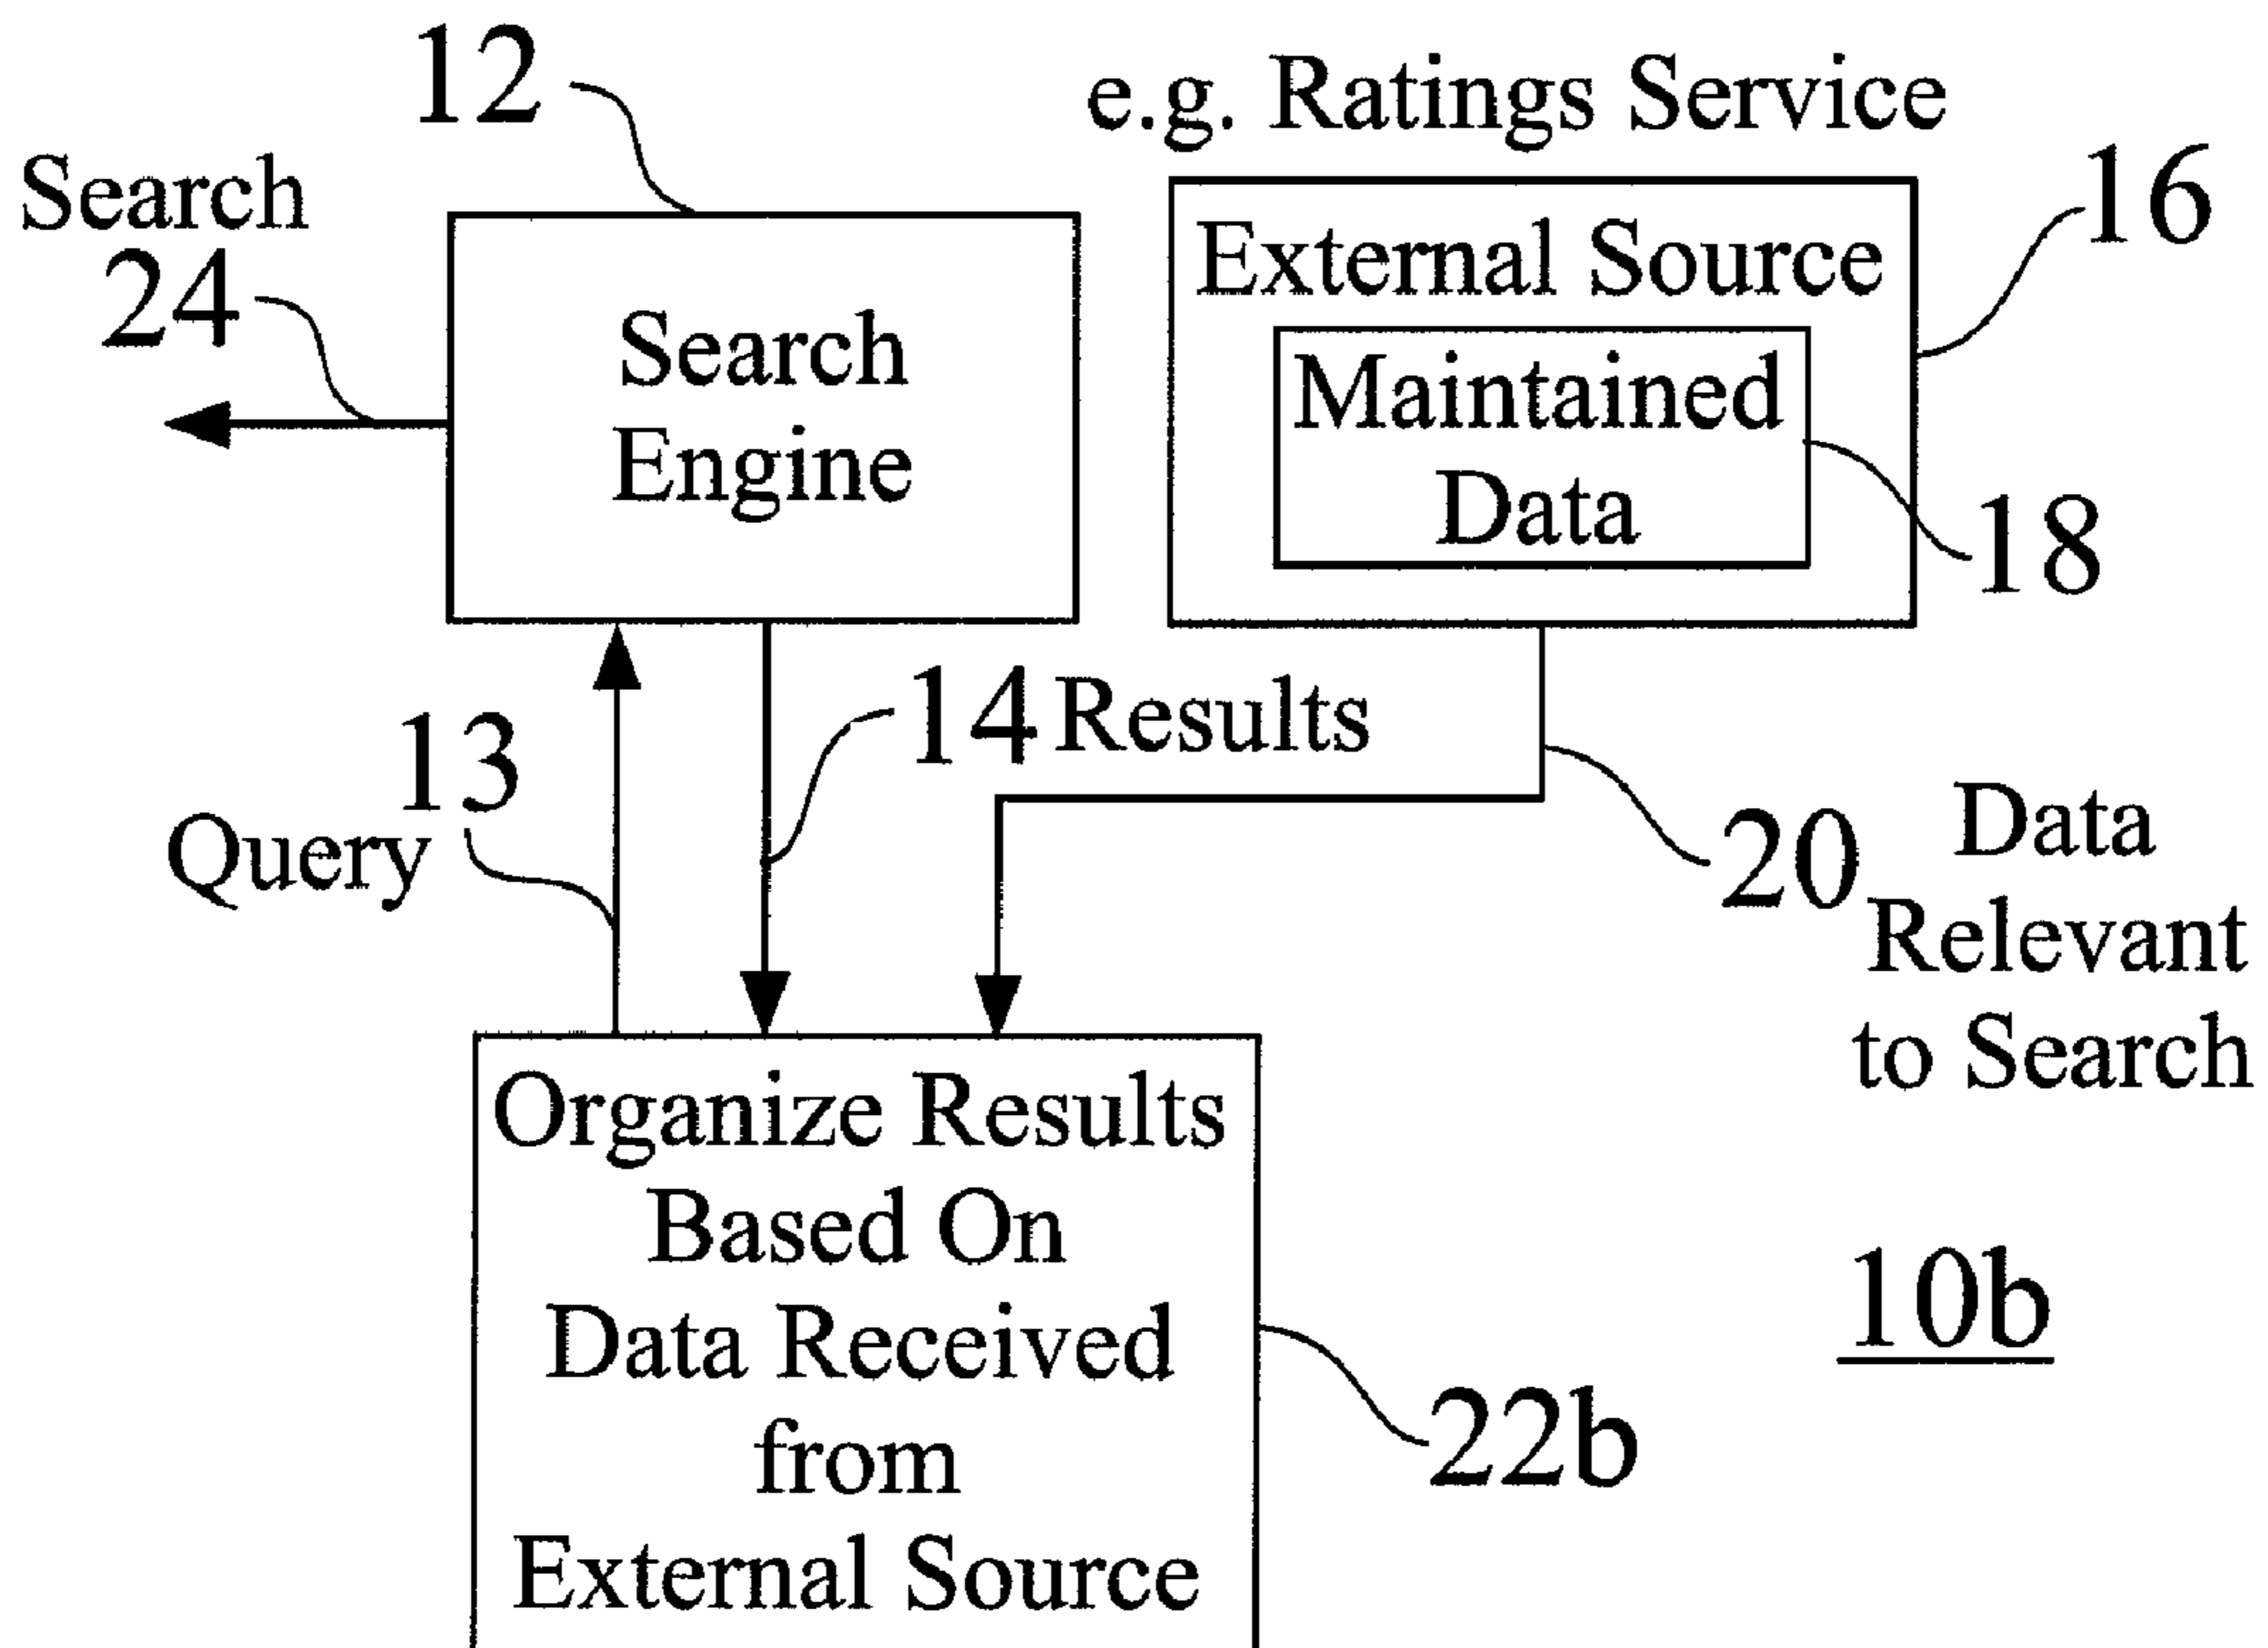 12
e.g. Ratings Service
Search
24
16
Search
Engine
External Source
Maintained
Data
18
14 Results
13
Query
20
Data
Relevant
to Search
Organize Results
Based On
Data Received
from
External Source
10b
22b